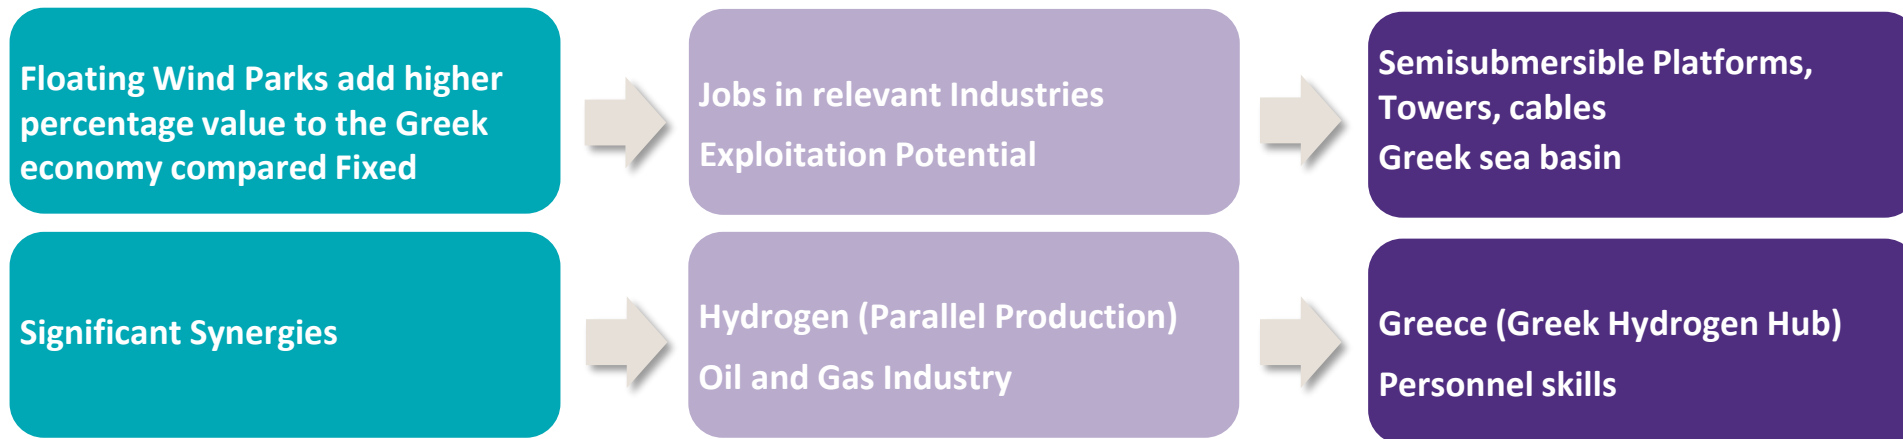 Floating Wind Parks add higher
percentage value to the Greek
economy compared Fixed
Jobs in relevant Industries
Exploitation Potential
Semisubmersible Platforms,
Towers, cables
Greek sea basin
Significant Synergies
Hydrogen (Parallel Production)
Oil and Gas Industry
Greece (Greek Hydrogen Hub)
Personnel skills